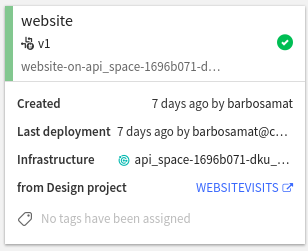 website
v1
website-on-api_space-1696b071-d…
Created 7 days ago by barbosamat
Last deployment 7 days ago by barbosamat@c…
Infrastructure api_space-1696b071-dku_…
from Design project WEBSITEVISITS
No tags have been assigned